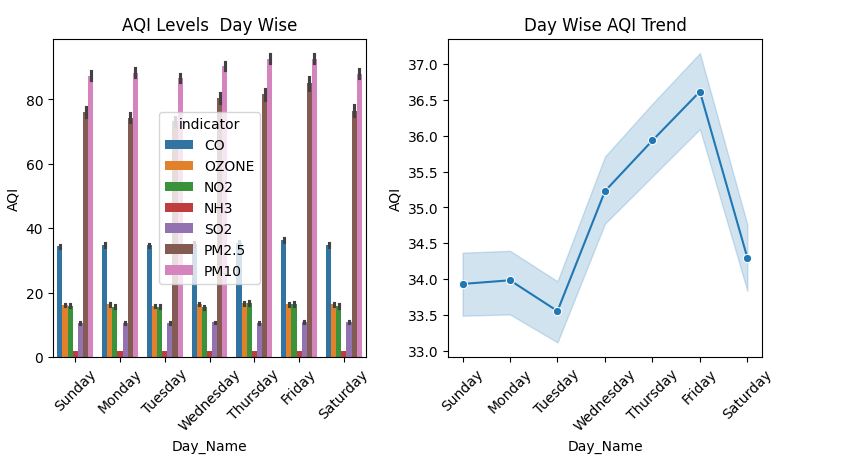 AQI Levels  Day Wise
AQI
80
60
40
20
0
indicator
CO
OZONE
NO2
NH3
SO2
PM2.5
PM10
Sunday
Monday
Tuesday
Wednesday
Thursday
Friday
Saturday
Day_Name
Day Wise AQI Trend
AQI
37.0
36.5
36.0
35.5
35.0
34.5
34.0
33.5
33.0
Sunday
Monday
Tuesday
Wednesday
Thursday
Friday
Saturday
Day_Name